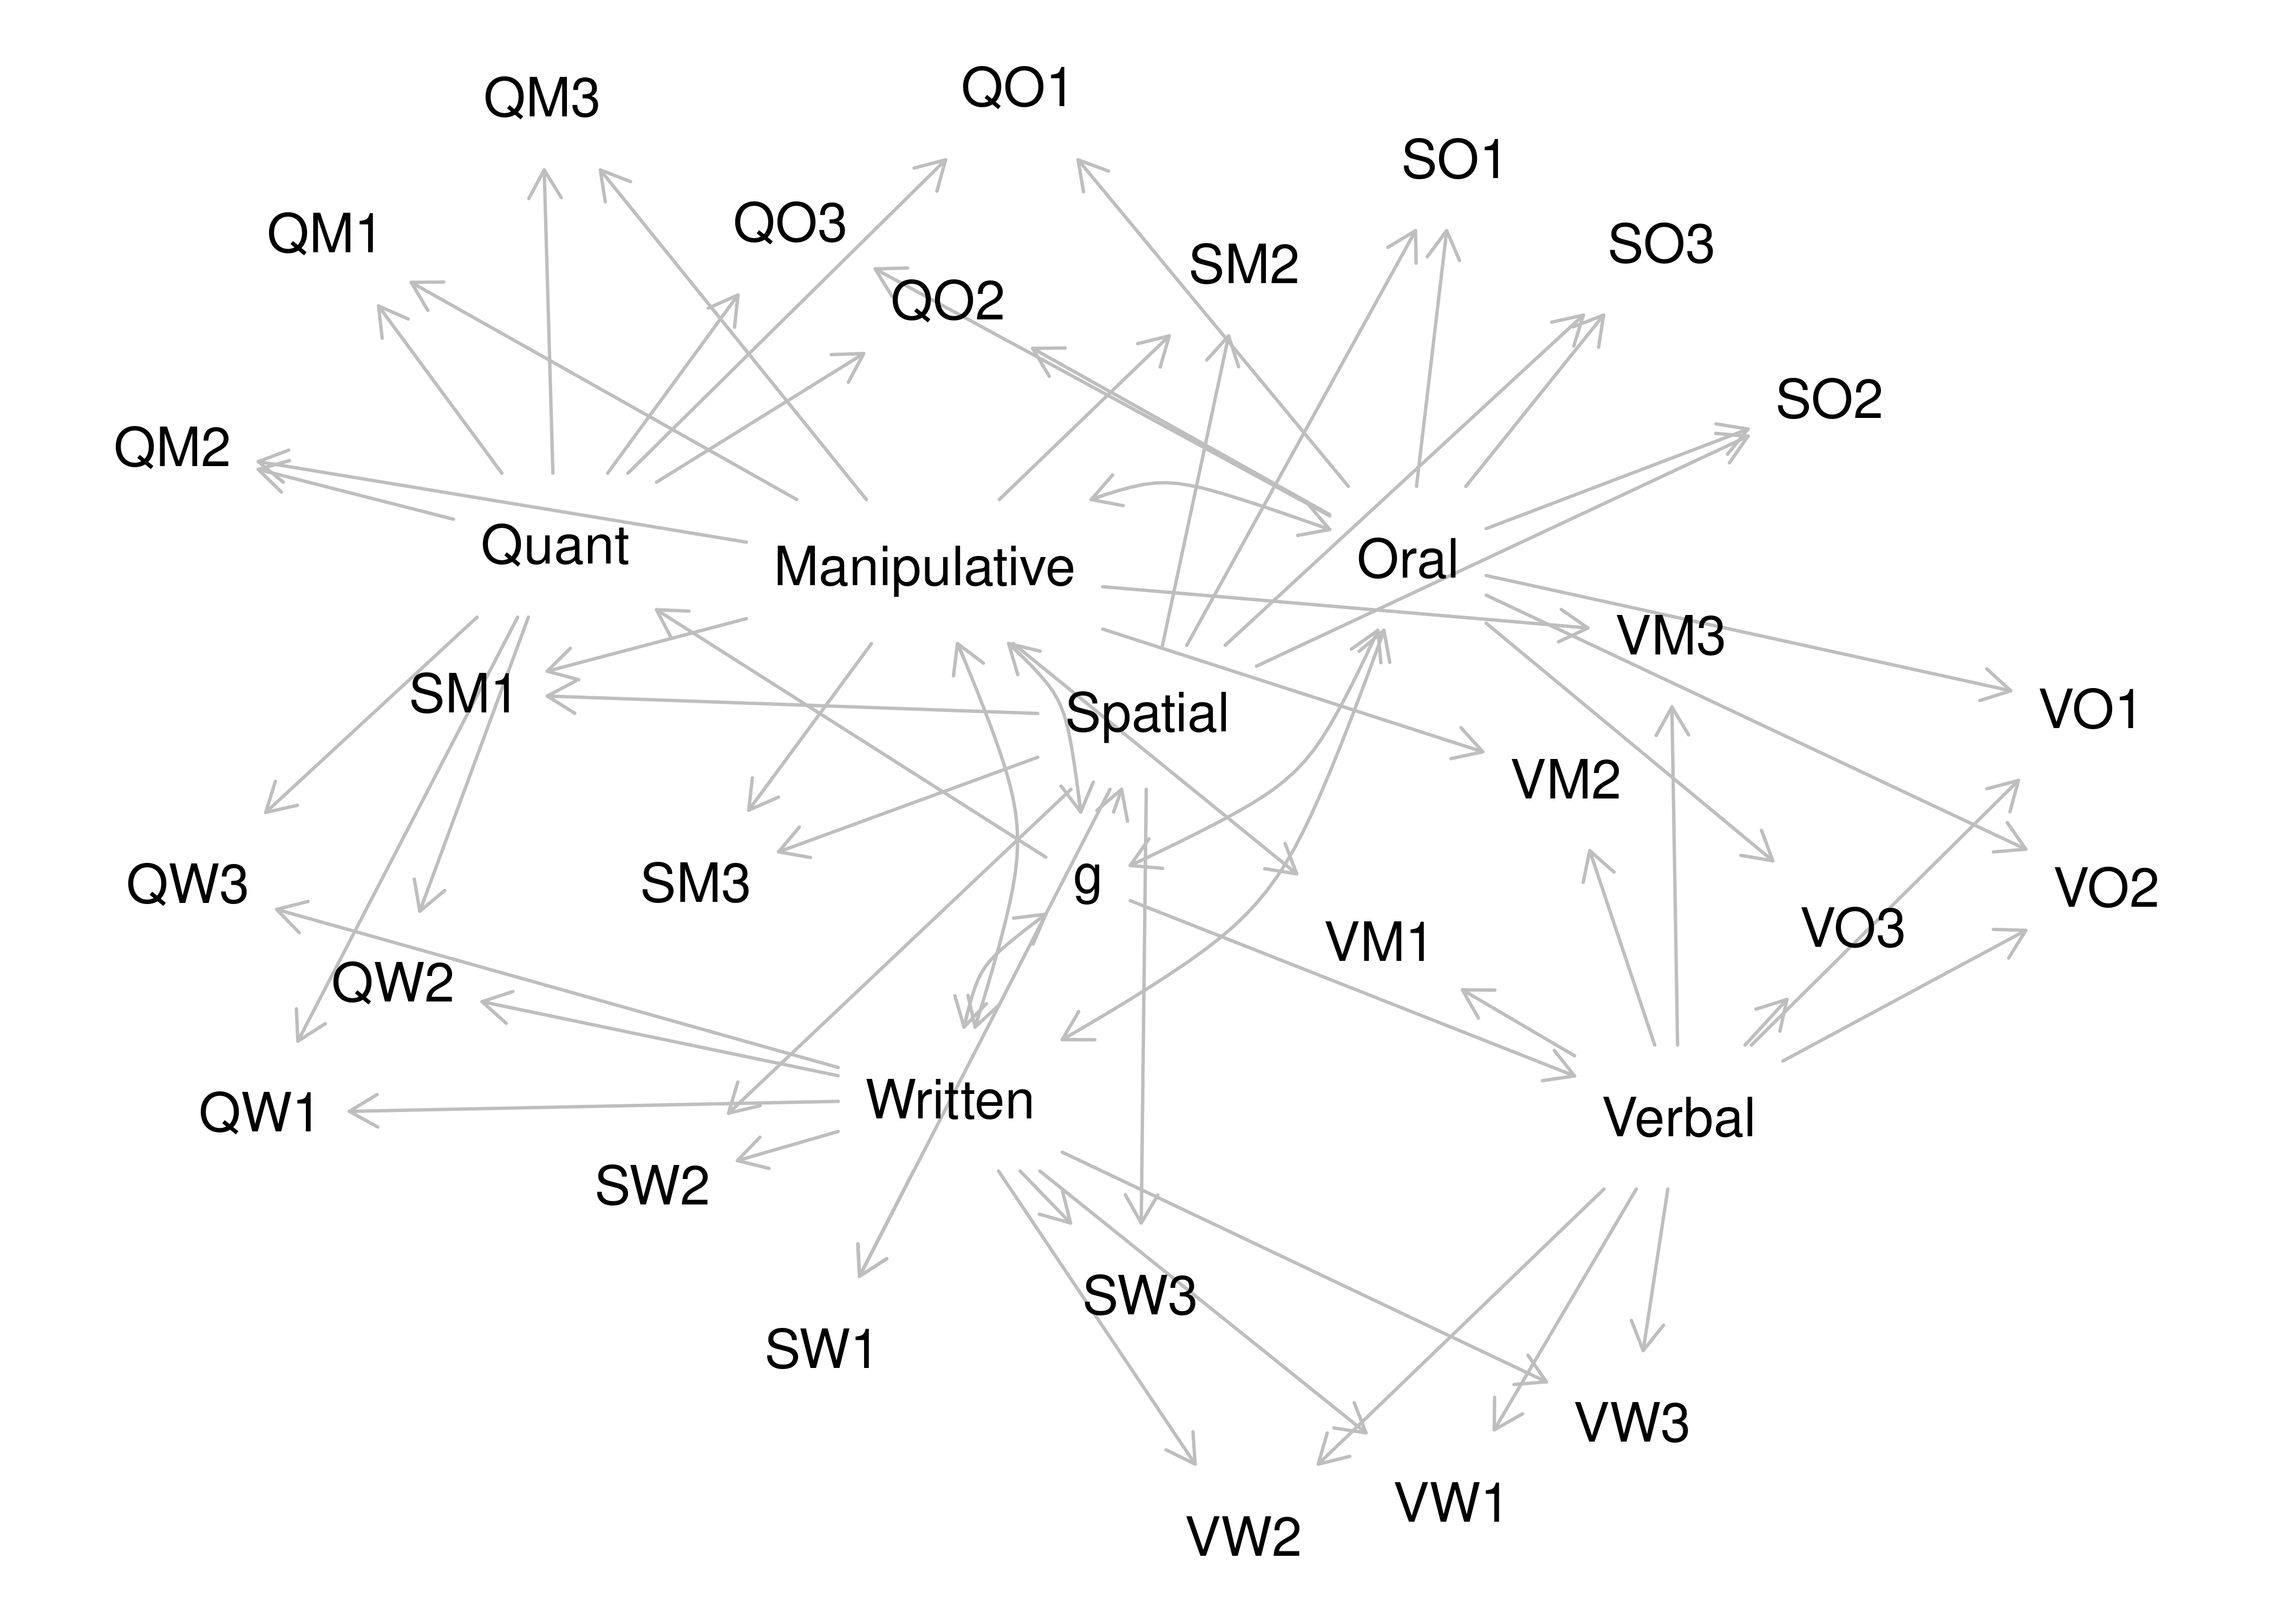 QO1
QM3
SO1
QO3
QM1
SO3
SM2
QO2
SO2
QM2
Quant
Oral
Manipulative
VM3
SM1
VO1
Spatial
VM2
g
QW3
SM3
VO2
VO3
VM1
QW2
Written
QW1
Verbal
SW2
SW3
SW1
VW3
VW1
VW2